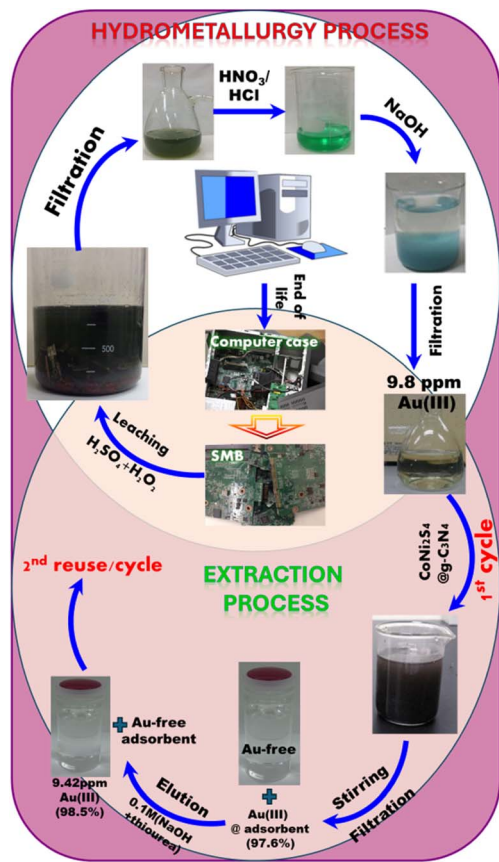 HYDROMETALLURGY PROCESS
HNO₃/
HCl
NaOH
Filtration
500
End of
life
Computer case
Filtration
9.8 ppm
Au(III)
Leaching
H₂SO₄+H₂O₂
SMB
CoNi₂S₄
@g-C₃N₄
1st cycle
EXTRACTION
PROCESS
2nd reuse/cycle
Stirring
Filtration
Au-free
+
Au(III)
@ adsorbent
(97.6%)
Elution
0.1M(NaOH
+thiourea)
+ Au-free
adsorbent
9.42ppm
Au(III)
(98.5%)